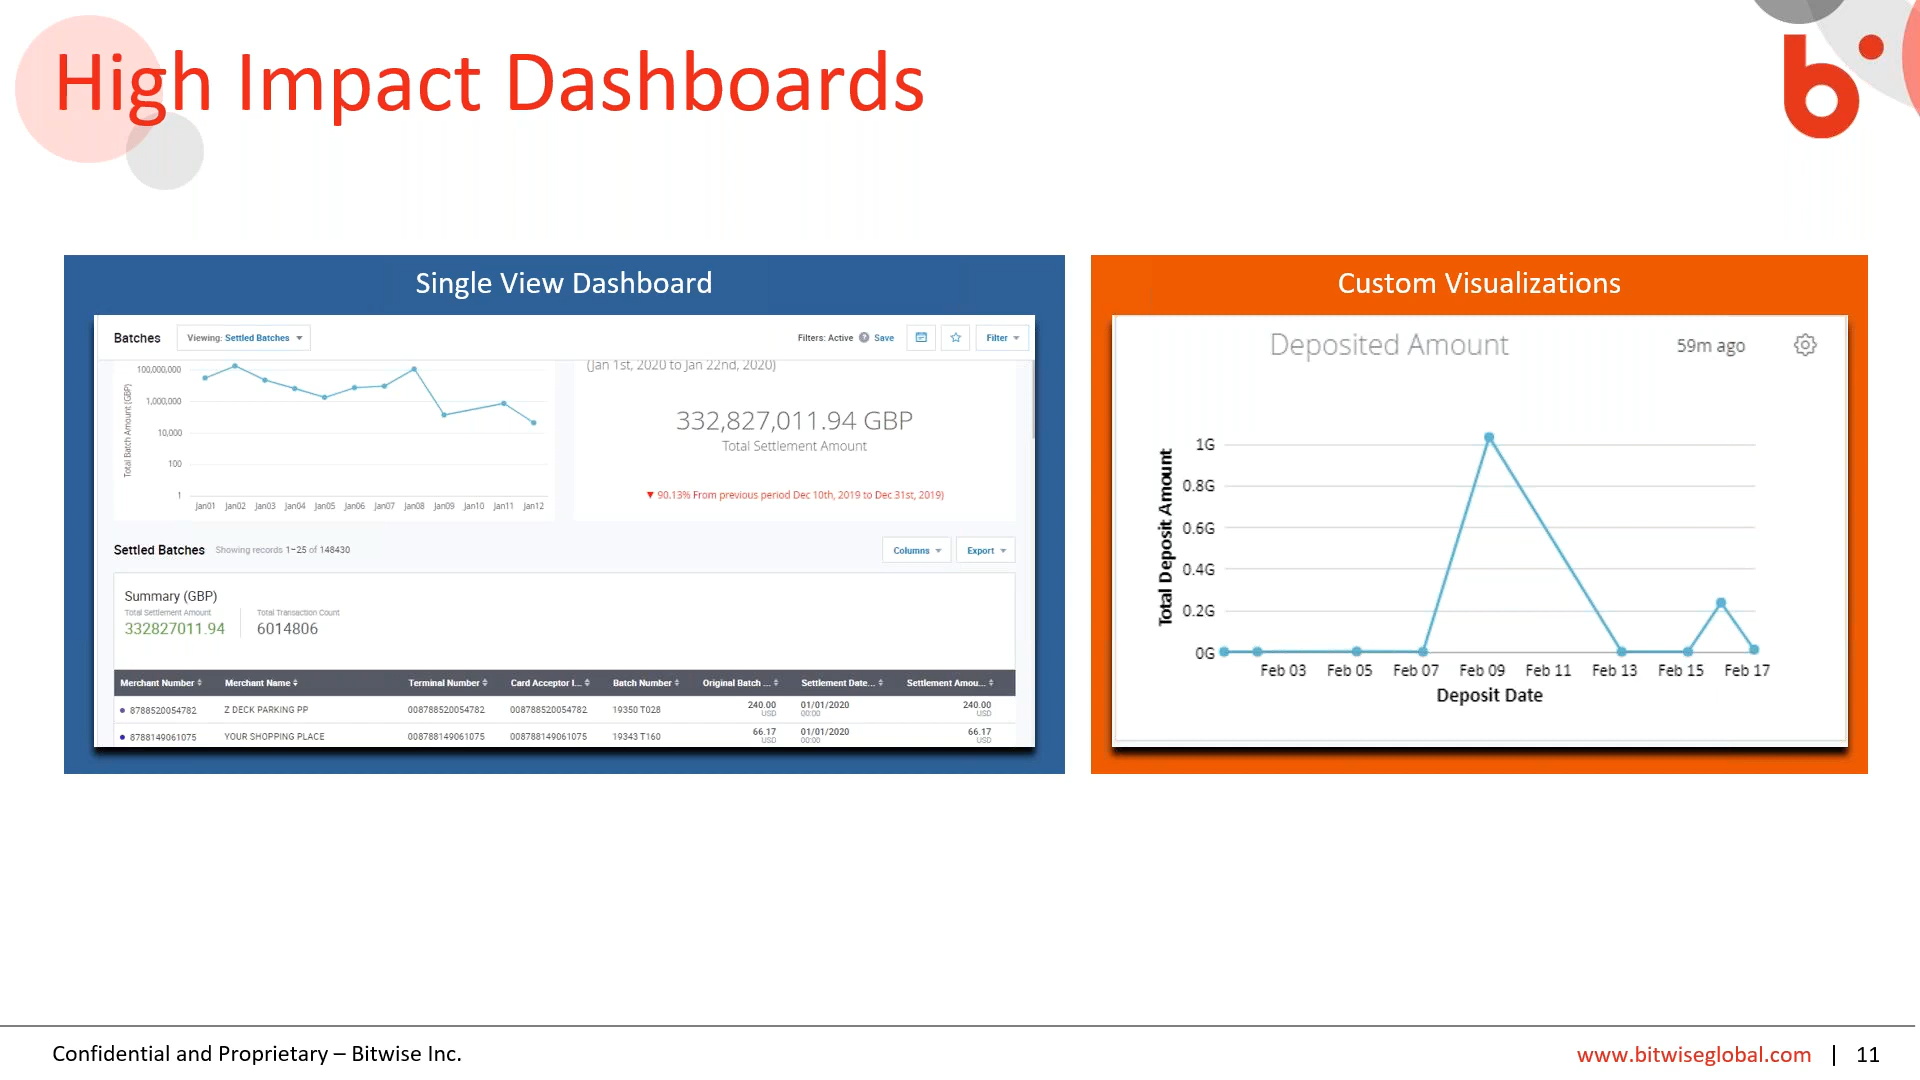 High Impact Dashboards
Single View Dashboard
Batches
Viewing: Settled Batches
Filters: Active ? Save
Filter
Total Batch Amount (GBP)
100,000,000
1,000,000
10,000
100
1
Jan01 Jan02 Jan03 Jan04 Jan05 Jan06 Jan07 Jan08 Jan09 Jan10 Jan11 Jan12
(Jan 1st, 2020 to Jan 22nd, 2020)
332,827,011.94 GBP
Total Settlement Amount
▼ 90.13% From previous period Dec 10th, 2019 to Dec 31st, 2019)
Settled Batches Showing records 1-25 of 148430
Columns
Export
Summary (GBP)
Total Settlement Amount Total Transaction Count
332827011.94 6014806
Merchant Number Merchant Name Terminal Number Card Acceptor I... Batch Number Original Batch ... Settlement Date... Settlement Amou...
8788520054782 Z DECK PARKING PP 008788520054782 008788520054782 19350 T028 240.00 01/01/2020 240.00
USD 00:00 USD
8788149061075 YOUR SHOPPING PLACE 008788149061075 008788149061075 19343 T160 66.17 01/01/2020 66.17
USD 00:00 USD
Custom Visualizations
Deposited Amount
59m ago
Total Deposit Amount
1G
0.8G
0.6G
0.4G
0.2G
0G
Feb 03 Feb 05 Feb 07 Feb 09 Feb 11 Feb 13 Feb 15 Feb 17
Deposit Date
Confidential and Proprietary – Bitwise Inc.
www.bitwiseglobal.com | 11